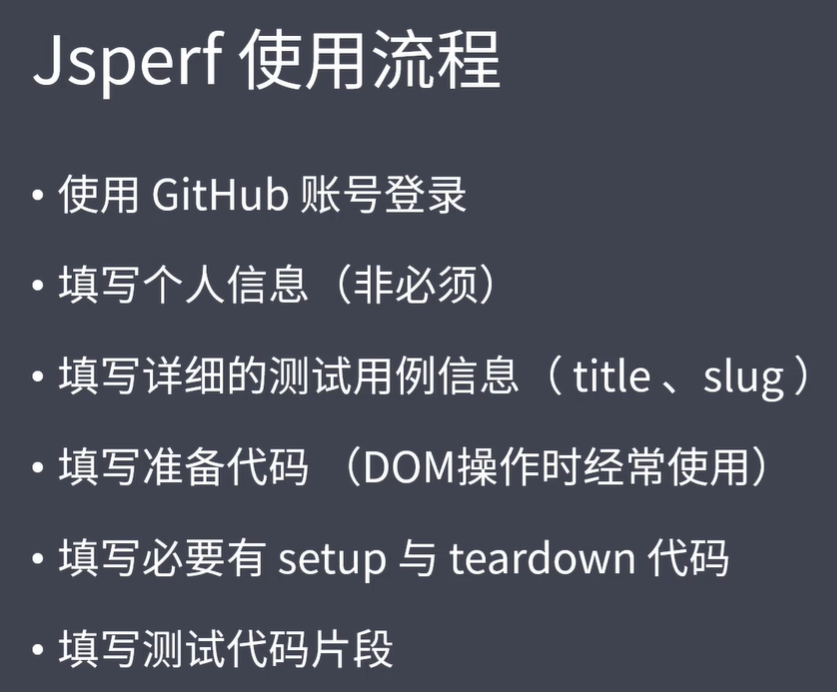 Jsperf 使用流程
• 使用 GitHub 账号登录
• 填写个人信息（非必须）
• 填写详细的测试用例信息（ title 、slug ）
• 填写准备代码 （DOM操作时经常使用）
• 填写必要有 setup 与 teardown 代码
• 填写测试代码片段